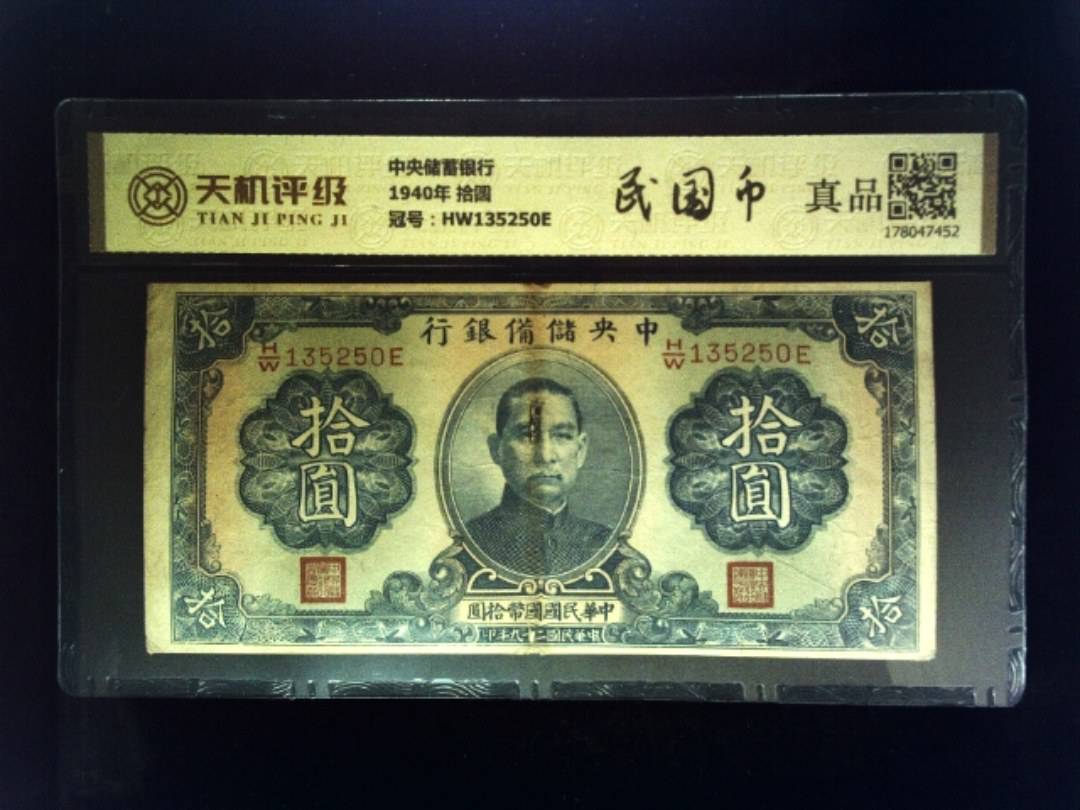 天机评级
TIAN JI PING JI
中央储蓄银行
1940年 拾圆
冠号：HW135250E
民国币
真品
178047452
行銀備儲央中
H/W 135250E
H/W 135250E
拾
拾
拾圓
拾圓
圓拾幣國國民華中
印年九十二國民華中
拾
拾